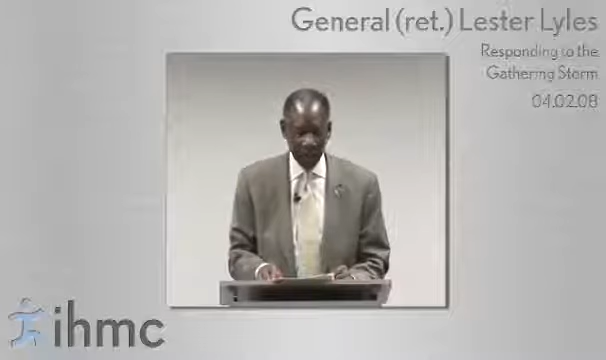 General (ret.) Lester Lyles
Responding to the
Gathering Storm
04.02.08
ihmc